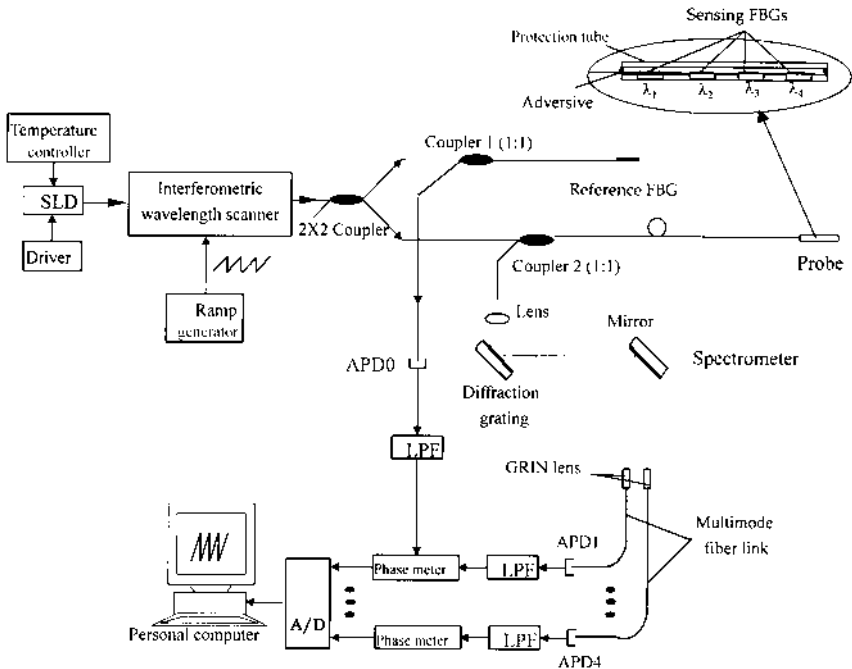 Sensing FBGs
Protection tube
Adversive
λ1 λ2 λ3 λ4
Temperature
controller
SLD
Driver
Interferometric
wavelength scanner
Ramp
generator
2X2 Coupler
Coupler 1 (1:1)
Reference FBG
Coupler 2 (1:1)
Probe
Lens
Mirror
Spectrometer
Diffraction
grating
APD0
LPF
GRIN lens
Multimode
fiber link
APD1
LPF
Phase meter
A/D
Personal computer
Phase meter
LPF
APD4